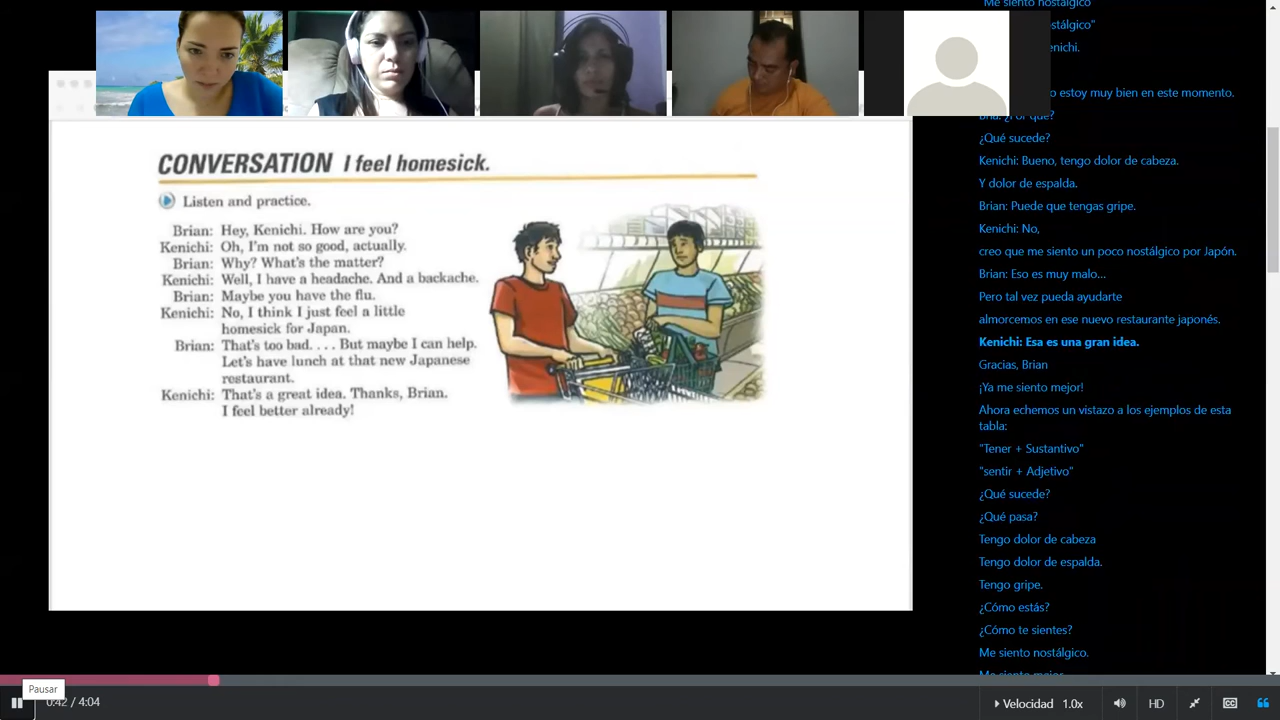 CONVERSATION I feel homesick.
Listen and practice.
Brian: Hey, Kenichi. How are you?
Kenichi: Oh, I'm not so good, actually.
Brian: Why? What's the matter?
Kenichi: Well, I have a headache. And a backache.
Brian: Maybe you have the flu.
Kenichi: No, I think I just feel a little
homesick for Japan.
Brian: That's too bad. . . . But maybe I can help.
Let's have lunch at that new Japanese
restaurant.
Kenichi: That's a great idea. Thanks, Brian.
I feel better already!
"Me siento nostálgico"
estoy muy bien en este momento.
¿Qué sucede?
Kenichi: Bueno, tengo dolor de cabeza.
Y dolor de espalda.
Brian: Puede que tengas gripe.
Kenichi: No,
creo que me siento un poco nostálgico por Japón.
Brian: Eso es muy malo...
Pero tal vez pueda ayudarte
almorcemos en ese nuevo restaurante japonés.
Kenichi: Esa es una gran idea.
Gracias, Brian
¡Ya me siento mejor!
Ahora echemos un vistazo a los ejemplos de esta
tabla:
"Tener + Sustantivo"
"sentir + Adjetivo"
¿Qué sucede?
¿Qué pasa?
Tengo dolor de cabeza
Tengo dolor de espalda.
Tengo gripe.
¿Cómo estás?
¿Cómo te sientes?
Me siento nostálgico.
Me siento mejor
Pausar
0:42 / 4:04
Velocidad 1.0x
HD
CC